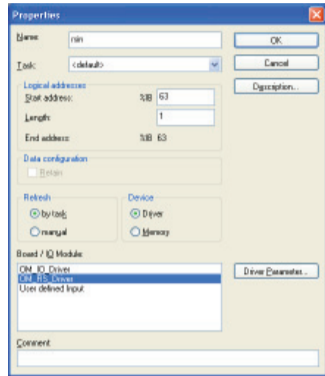 Properties
Name: min OK
Task: <default> Cancel
Logical addresses Description...
Start address: %IB 63
Length: 1
End address: %IB 63
Data configuration
Retain
Refresh Device
by task Driver
manual Memory
Board / IO Module:
OM_IO_Driver Driver Parameter...
OM_RS_Driver
User defined Input
Comment: